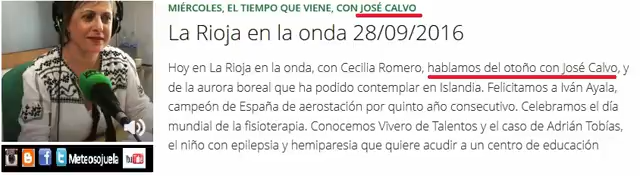 MIÉRCOLES, EL TIEMPO QUE VIENE, CON JOSÉ CALVO
La Rioja en la onda 28/09/2016
Hoy en La Rioja en la onda, con Cecilia Romero, hablamos del otoño con José Calvo, y
de la aurora boreal que ha podido contemplar en Islandia. Felicitamos a Iván Ayala,
campeón de España de aerostación por quinto año consecutivo. Celebramos el día
mundial de la fisioterapia. Conocemos Vivero de Talentos y el caso de Adrián Tobías,
el niño con epilepsia y hemiparesia que quiere acudir a un centro de educación
Meteosojuela